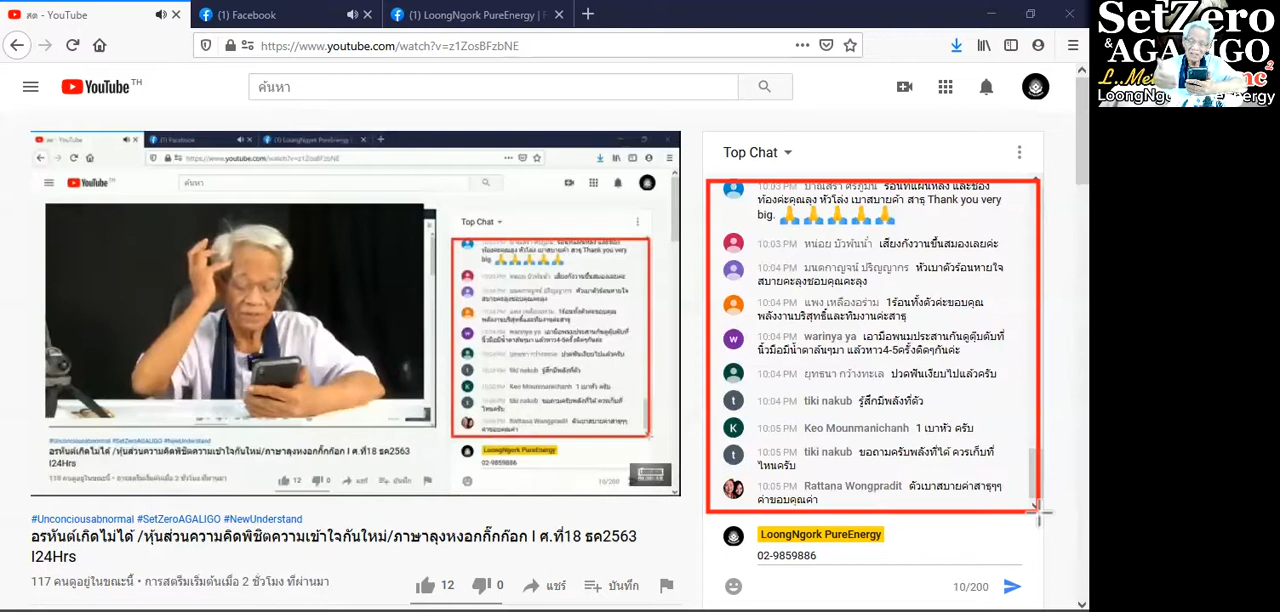 สด - YouTube
(1) Facebook
(1) LoongNgork PureEnergy | F
https://www.youtube.com/watch?v=z1ZosBFzbNE
YouTube TH
ค้นหา
SetZero
& AGALIGO
LoongNg
ergy
Top Chat
10:03 PM
ร้อนที่แผ่นหลัง และช่อง
ท้องค่ะคุณลุง หัวโล่ง เบาสบายค่ำ สาธุ Thank you very
big.
10:03 PM หน่อย บัวพันน้ำ เสียงกังวานขึ้นสมองเลยค่ะ
10:04 PM มนตกาญจน์ ปริญญากร หัวเบาตัวร้อนหายใจ
สบายคะลุงขอบคุณคะลุง
10:04 PM แพง เหลืองอร่าม 1ร้อนทั้งตัวค่ะขอบคุณ
พลังงานบริสุทธิ์และทีมงานค่ะสาธุ
10:04 PM warinya ya เอามือพนมประสานกันดูตุ๊บตับที่
นิ้วมือมีน้ำตาล้นๆมา แล้วหาว4-5ครั้งติดๆกันค่ะ
10:04 PM ยุทธนา กว้างทะเล ปวดฟันเงียบไปแล้วครับ
10:04 PM tiki nakub รู้สึกมีพลังที่ตัว
10:05 PM Keo Mounmanichanh 1 เบาหัว ครับ
10:05 PM tiki nakub ขอถามครับพลังที่ได้ ควรเก็บที่
ไหนครับ
10:05 PM Rattana Wongpradit ตัวเบาสบายค่าสาธุๆๆ
ค่าขอบคุณค่า
LoongNgork PureEnergy
02-9859886
10/200
#Unconciousabnormal #SetZeroAGALIGO #NewUnderstand
อรหันต์เกิดไม่ได้ /หุ้นส่วนความคิดพิชิตความเข้าใจกันใหม่/ภาษาลุงหงอกกิ๊กก๊อก I ศ.ที่18 ธค2563
I24Hrs
117 คนดูอยู่ในขณะนี้ • การสตรีมเริ่มต้นเมื่อ 2 ชั่วโมง ที่ผ่านมา
12
0
แชร์
บันทึก